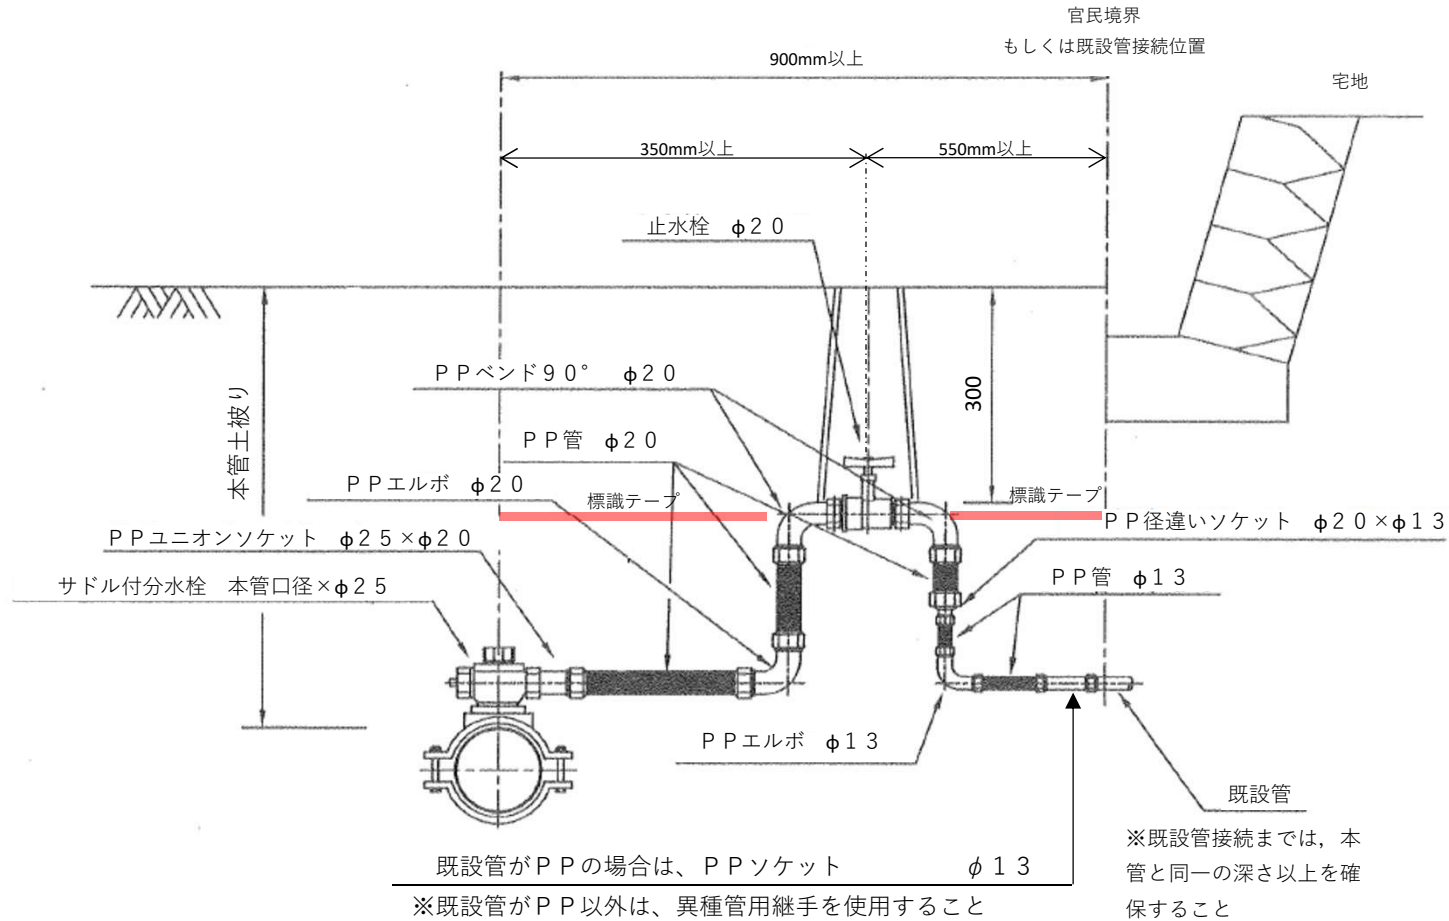 官民境界
もしくは既設管接続位置
900mm以上
宅地
350mm以上
550mm以上
止水栓　φ２０
ＰＰベンド９０°　φ２０
300
本管土被り
ＰＰ管　φ２０
ＰＰエルボ　φ２０
標識テープ
標識テープ
ＰＰ径違いソケット　φ２０×φ１３
ＰＰユニオンソケット　φ２５×φ２０
ＰＰ管　φ１３
サドル付分水栓　本管口径×φ２５
ＰＰエルボ　φ１３
既設管
既設管がＰＰの場合は、ＰＰソケット　φ１３
※既設管がＰＰ以外は、異種管用継手を使用すること
※既設管接続までは，本
管と同一の深さ以上を確
保すること